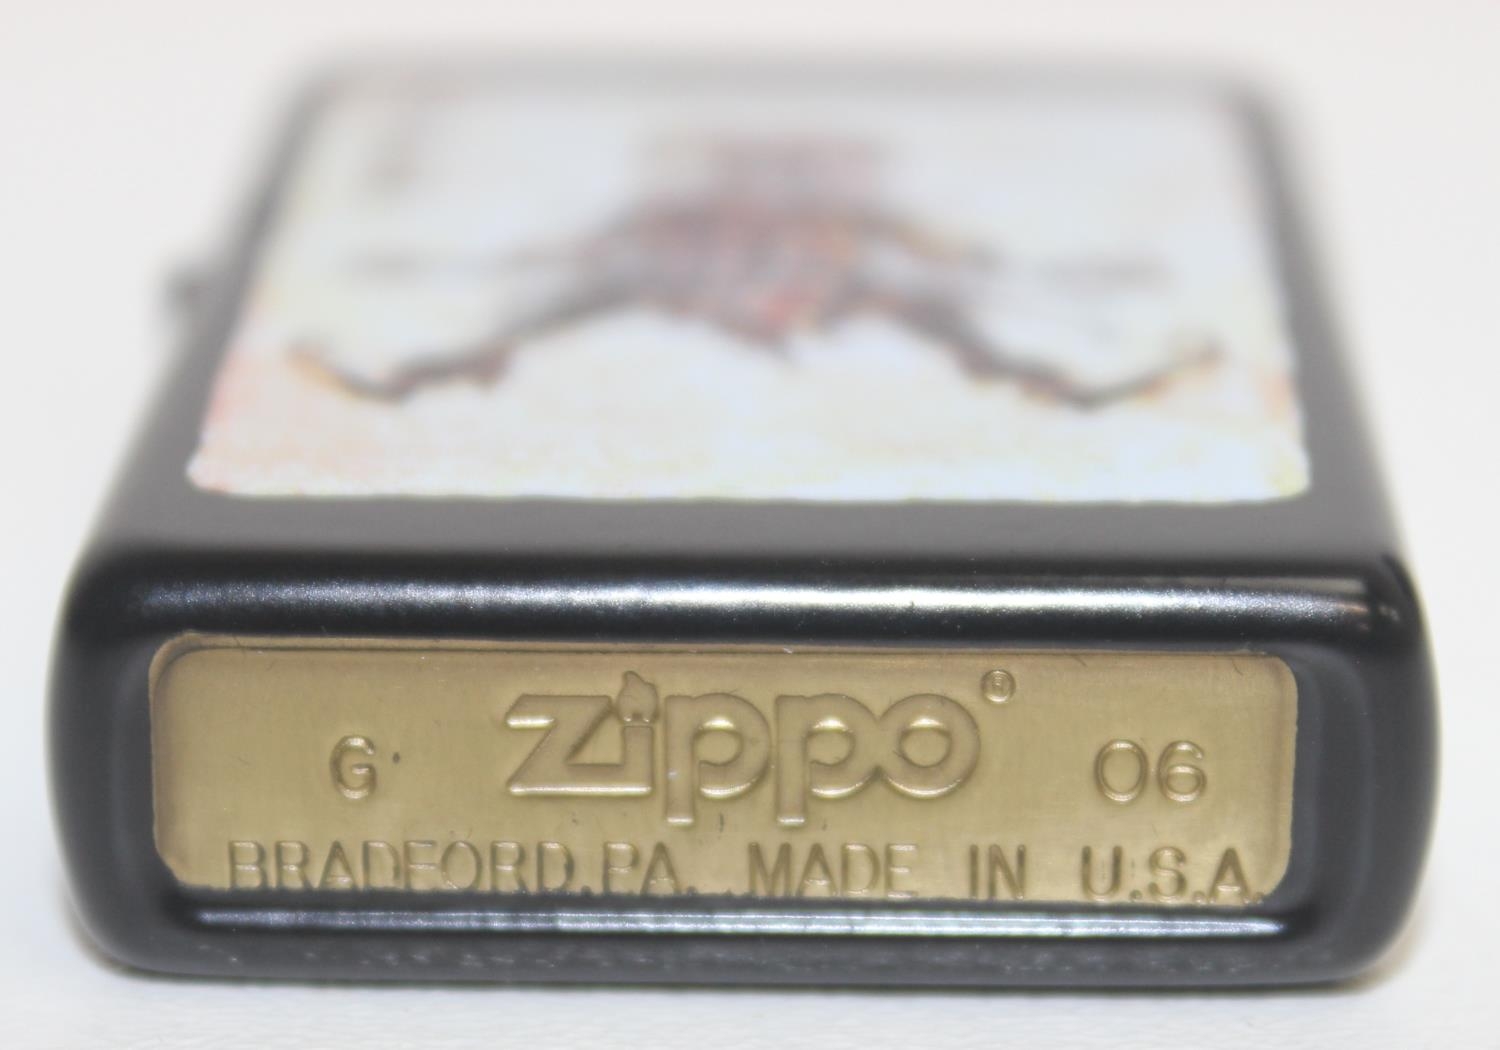 G zippo® 06
BRADFORD, PA. MADE IN U.S.A.